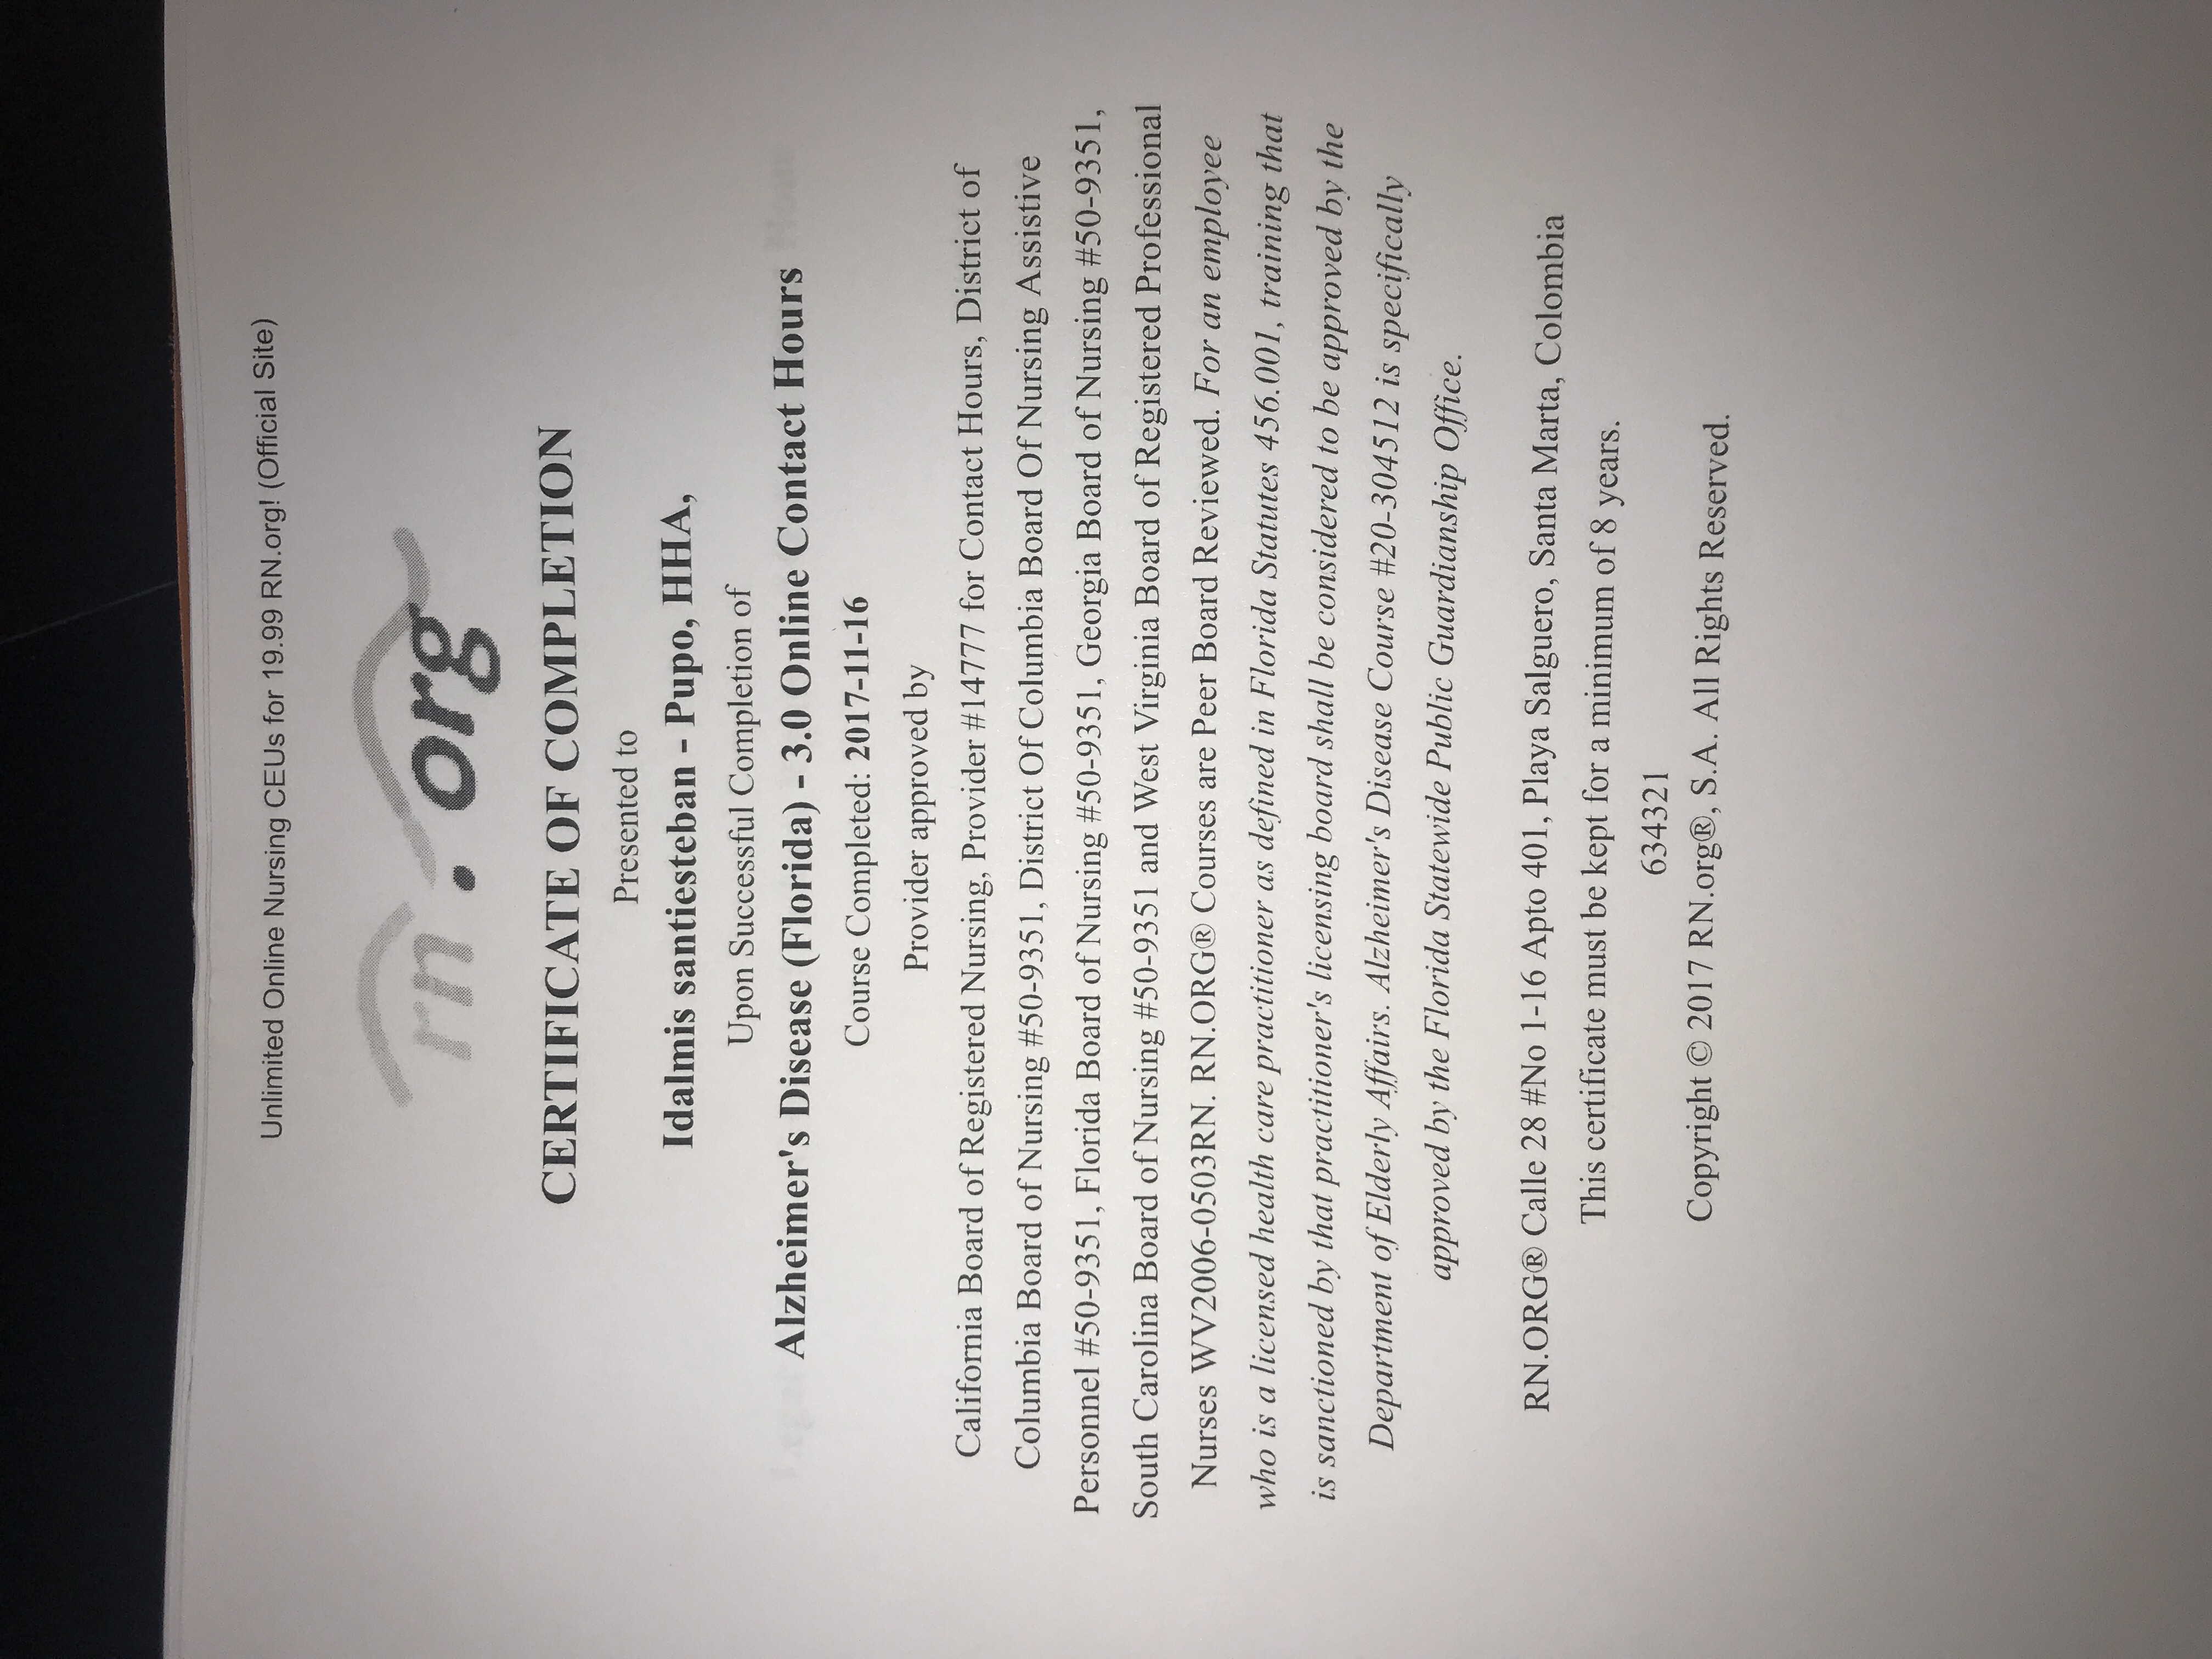 Unlimited Online Nursing CEUs for 19.99 RN.org! (Official Site)
rn.org
CERTIFICATE OF COMPLETION
Presented to
Idalmis santiesteban - Pupo, HHA,
Upon Successful Completion of
Alzheimer's Disease (Florida) - 3.0 Online Contact Hours
Course Completed: 2017-11-16
Provider approved by
California Board of Registered Nursing, Provider #14777 for Contact Hours, District of
Columbia Board of Nursing #50-9351, District Of Columbia Board Of Nursing Assistive
Personnel #50-9351, Florida Board of Nursing #50-9351, Georgia Board of Nursing #50-9351,
South Carolina Board of Nursing #50-9351 and West Virginia Board of Registered Professional
Nurses WV2006-0503RN. RN.ORG® Courses are Peer Board Reviewed. For an employee
who is a licensed health care practitioner as defined in Florida Statutes 456.001, training that
is sanctioned by that practitioner's licensing board shall be considered to be approved by the
Department of Elderly Affairs. Alzheimer's Disease Course #20-304512 is specifically
approved by the Florida Statewide Public Guardianship Office.
RN.ORG® Calle 28 #No 1-16 Apto 401, Playa Salguero, Santa Marta, Colombia
This certificate must be kept for a minimum of 8 years.
634321
Copyright © 2017 RN.org®, S.A. All Rights Reserved.